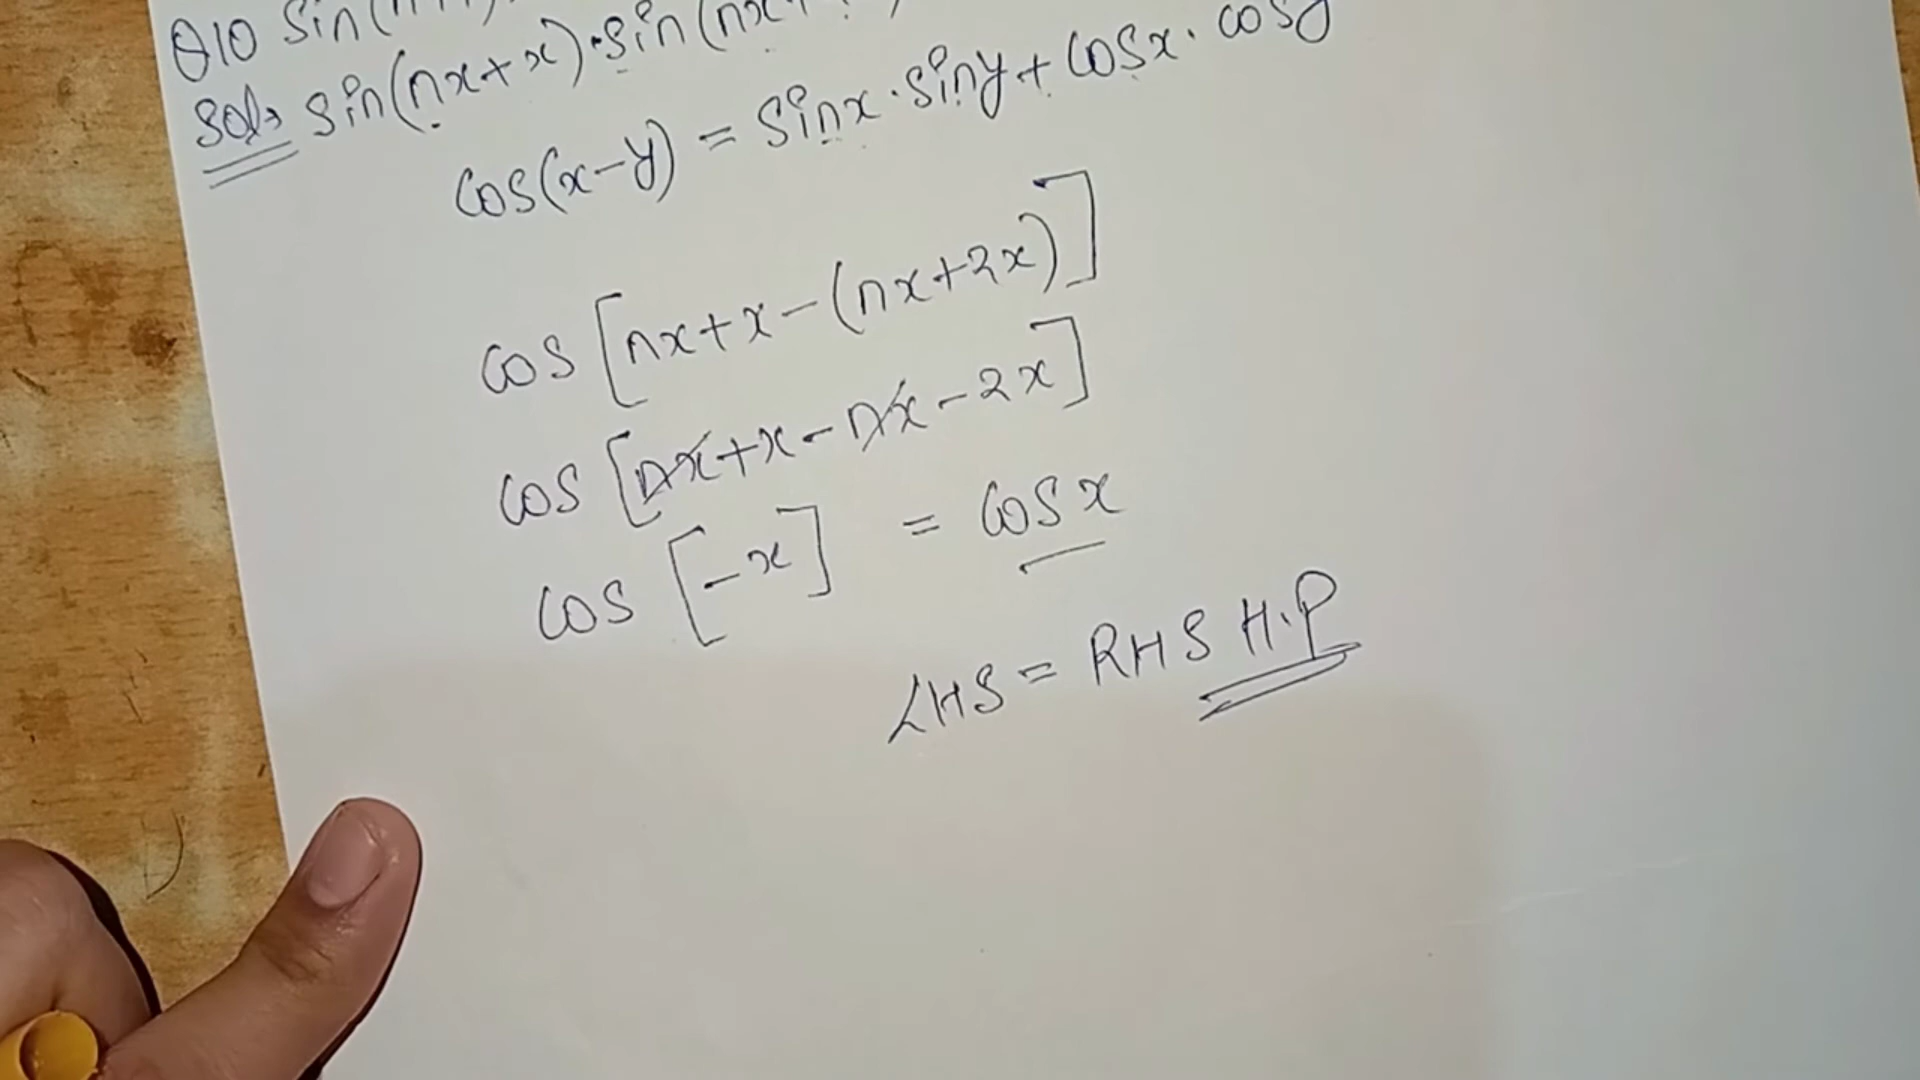 Q10 Sin(
Sol→ Sin(nx+x)·Sin(nx+
Cos(x-y) = Sinx·Siny + Cosx·Cosy
Cos [nx+x-(nx+2x)]
Cos [nx+x-nx-2x]
Cos [-x] = Cosx
LHS = RHS H.P